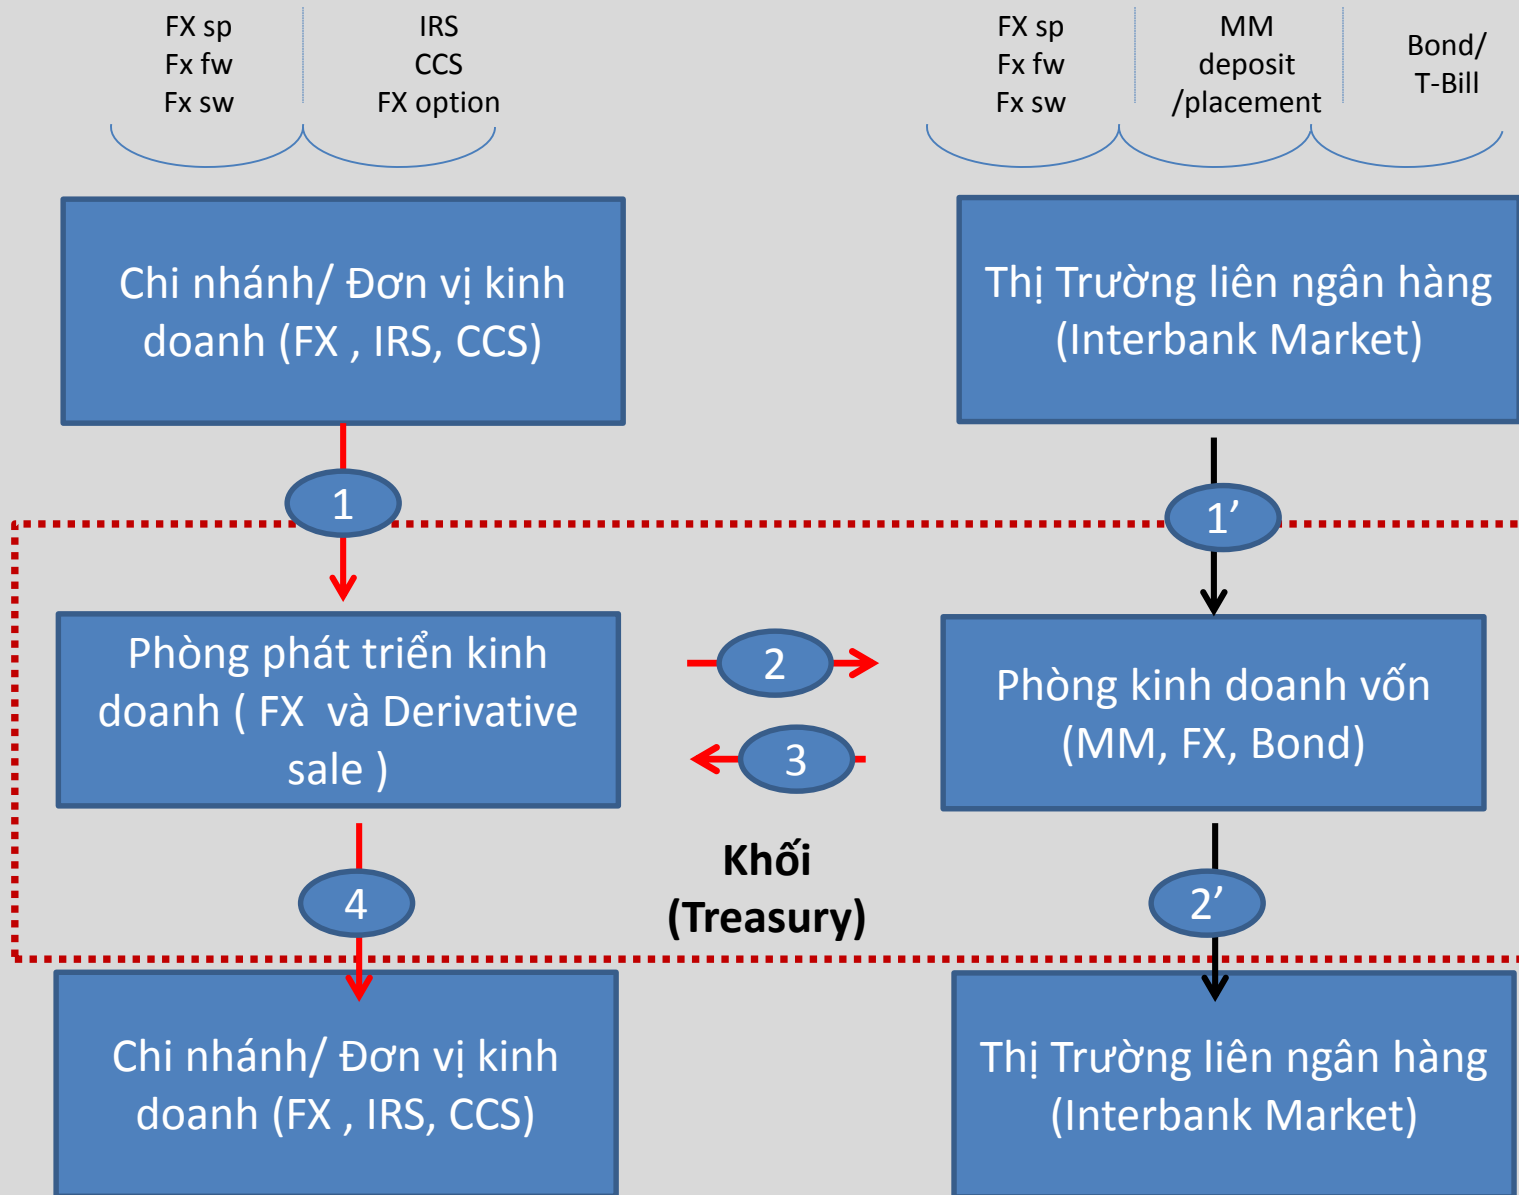 FX sp
Fx fw
Fx sw
IRS
CCS
FX option
FX sp
Fx fw
Fx sw
MM
deposit
/placement
Bond/
T-Bill
Chi nhánh/ Đơn vị kinh
doanh (FX , IRS, CCS)
Thị Trường liên ngân hàng
(Interbank Market)
1
1’
Phòng phát triển kinh
doanh ( FX và Derivative
sale )
2
3
Phòng kinh doanh vốn
(MM, FX, Bond)
Khối
(Treasury)
4
2’
Chi nhánh/ Đơn vị kinh
doanh (FX , IRS, CCS)
Thị Trường liên ngân hàng
(Interbank Market)